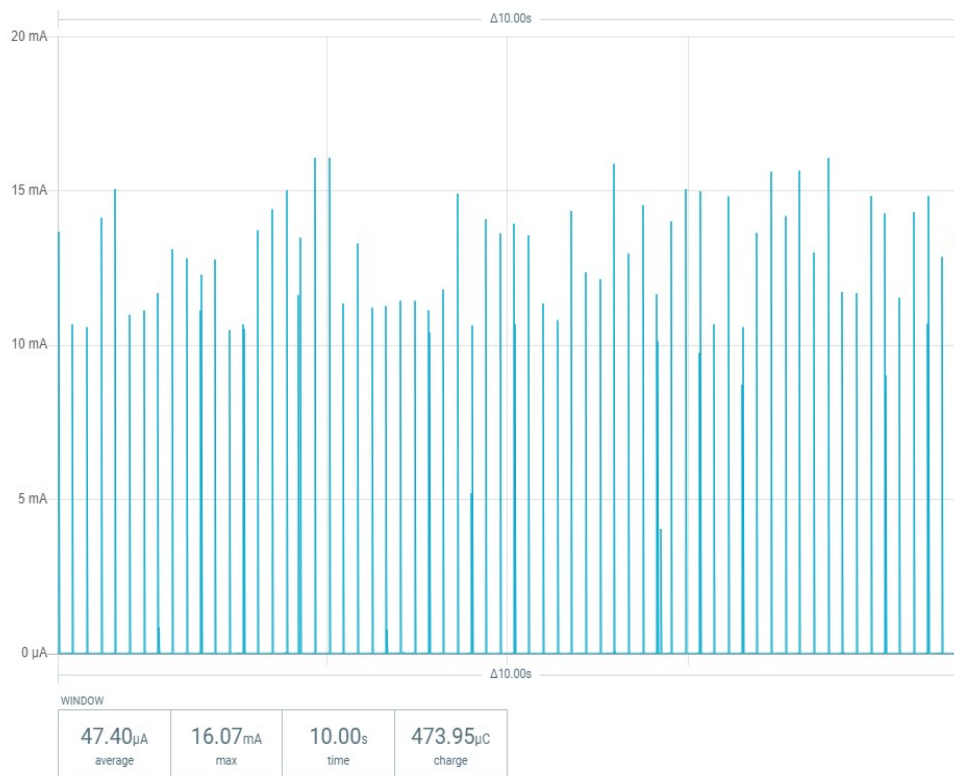 Δ10.00s
20 mA
15 mA
10 mA
5 mA
0 µA
Δ10.00s
WINDOW
47.40µA 16.07mA 10.00s 473.95µC
average max time charge